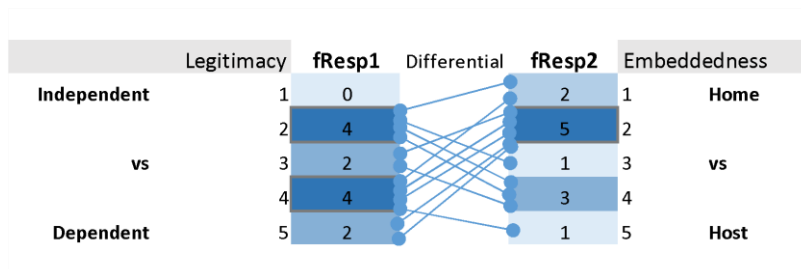 Legitimacy fResp1 Differential fResp2 Embeddedness
Independent 1 0 2 1 Home
2 4 5 2
vs 3 2 1 3 vs
4 4 3 4
Dependent 5 2 1 5 Host